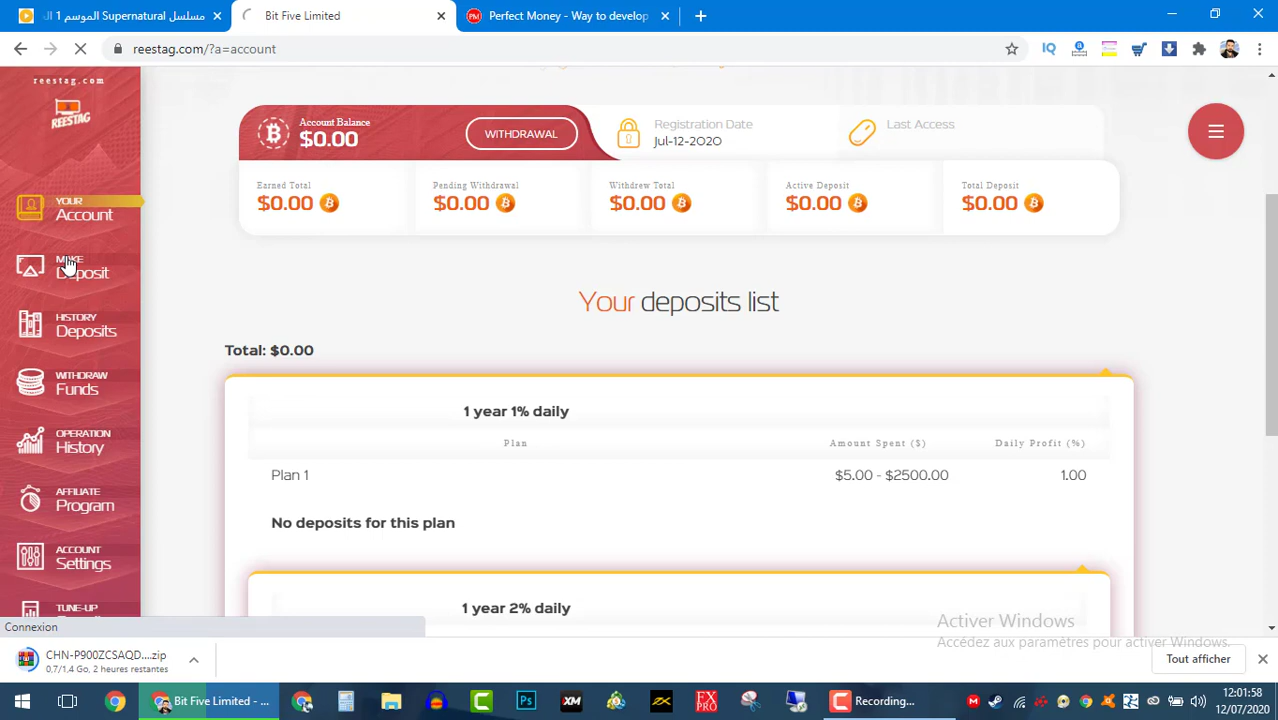 مسلسل Supernatural الموسم 1 ال
Bit Five Limited
Perfect Money - Way to develop
reestag.com/?a=account
IQ
reestag.com
REESTAG
Account Balance
$0.00
WITHDRAWAL
Registration Date
Jul-12-2020
Last Access
Earned Total
$0.00
Pending Withdrawal
$0.00
Withdrew Total
$0.00
Active Deposit
$0.00
Total Deposit
$0.00
YOUR
Account
MAKE
Deposit
HISTORY
Deposits
WITHDRAW
Funds
OPERATION
History
AFFILIATE
Program
ACCOUNT
Settings
TUNE-UP
Your deposits list
Total: $0.00
1 year 1% daily
Plan
Amount Spent ($)
Daily Profit (%)
Plan 1
$5.00 - $2500.00
1.00
No deposits for this plan
1 year 2% daily
Activer Windows
Accédez aux paramètres pour activer Windows.
Connexion
CHN-P900ZCSAQD....zip
0,7/1,4 Go, 2 heures restantes
Tout afficher
Bit Five Limited - ...
Ps
XM
FX
PRO
Recording...
12:01:58
12/07/2020